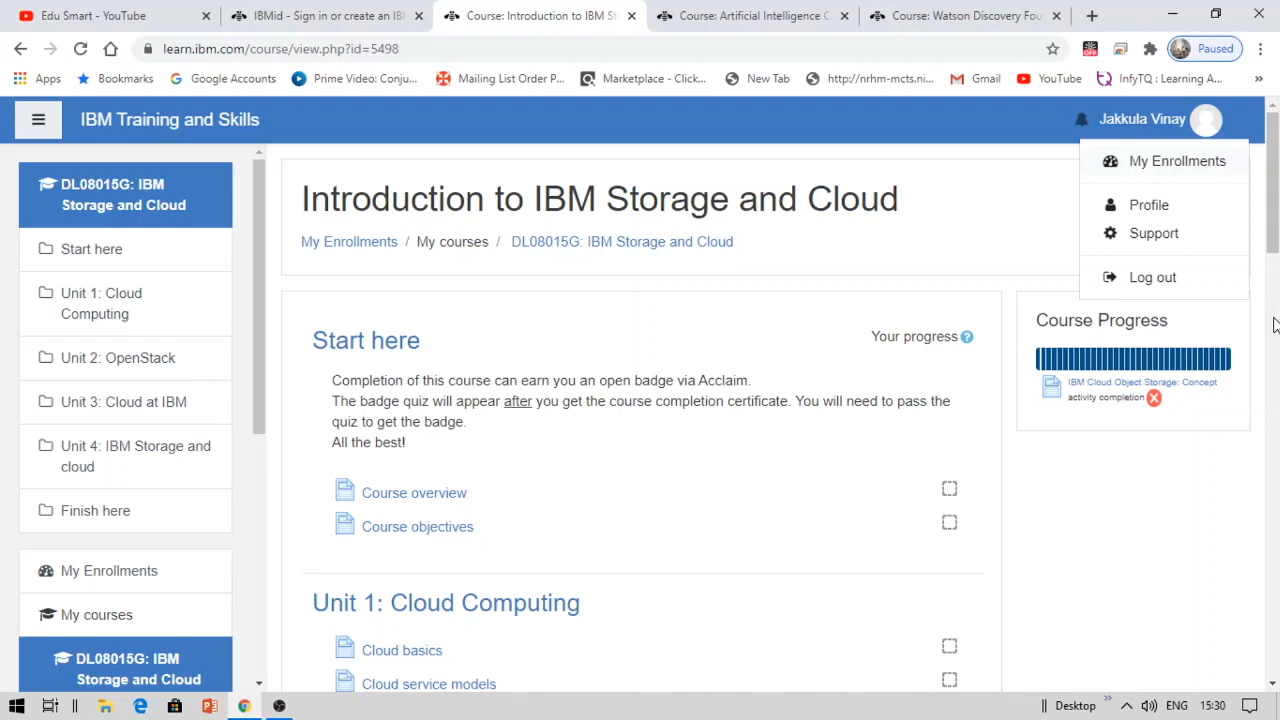 Edu Smart - YouTube
IBMid - Sign in or create an IBM
Course: Introduction to IBM St
Course: Artificial Intelligence C
Course: Watson Discovery Fou
learn.ibm.com/course/view.php?id=5498
OFF
Paused
Apps
Bookmarks
Google Accounts
Prime Video: Conju...
Mailing List Order P...
Marketplace - Click...
New Tab
http://nrhm-mcts.ni...
Gmail
YouTube
InfyTQ : Learning A...
»
IBM Training and Skills
Jakkula Vinay
My Enrollments
Profile
Support
Log out
DL08015G: IBM
Storage and Cloud
Start here
Unit 1: Cloud
Computing
Unit 2: OpenStack
Unit 3: Cloud at IBM
Unit 4: IBM Storage and
cloud
Finish here
My Enrollments
My courses
DL08015G: IBM
Storage and Cloud
Introduction to IBM Storage and Cloud
My Enrollments / My courses / DL08015G: IBM Storage and Cloud
Start here
Your progress ?
Completion of this course can earn you an open badge via Acclaim.
The badge quiz will appear after you get the course completion certificate. You will need to pass the
quiz to get the badge.
All the best!
Course overview
Course objectives
Unit 1: Cloud Computing
Cloud basics
Cloud service models
Course Progress
IBM Cloud Object Storage: Concept
activity completion
Desktop
»
ENG
15:30